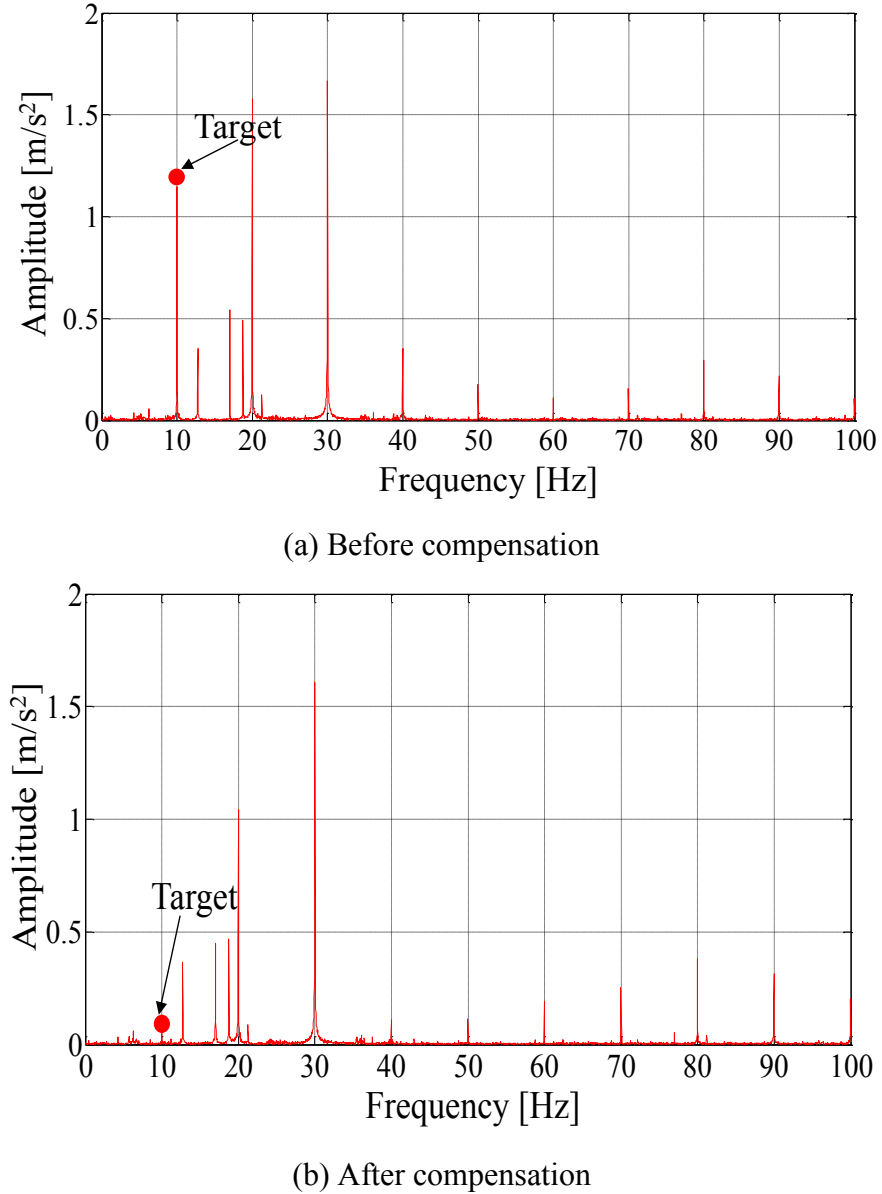 2
1.5
1
0.5
0
Amplitude [m/s²]
Target
0 10 20 30 40 50 60 70 80 90 100
Frequency [Hz]
(a) Before compensation
2
1.5
1
0.5
0
Amplitude [m/s²]
Target
0 10 20 30 40 50 60 70 80 90 100
Frequency [Hz]
(b) After compensation